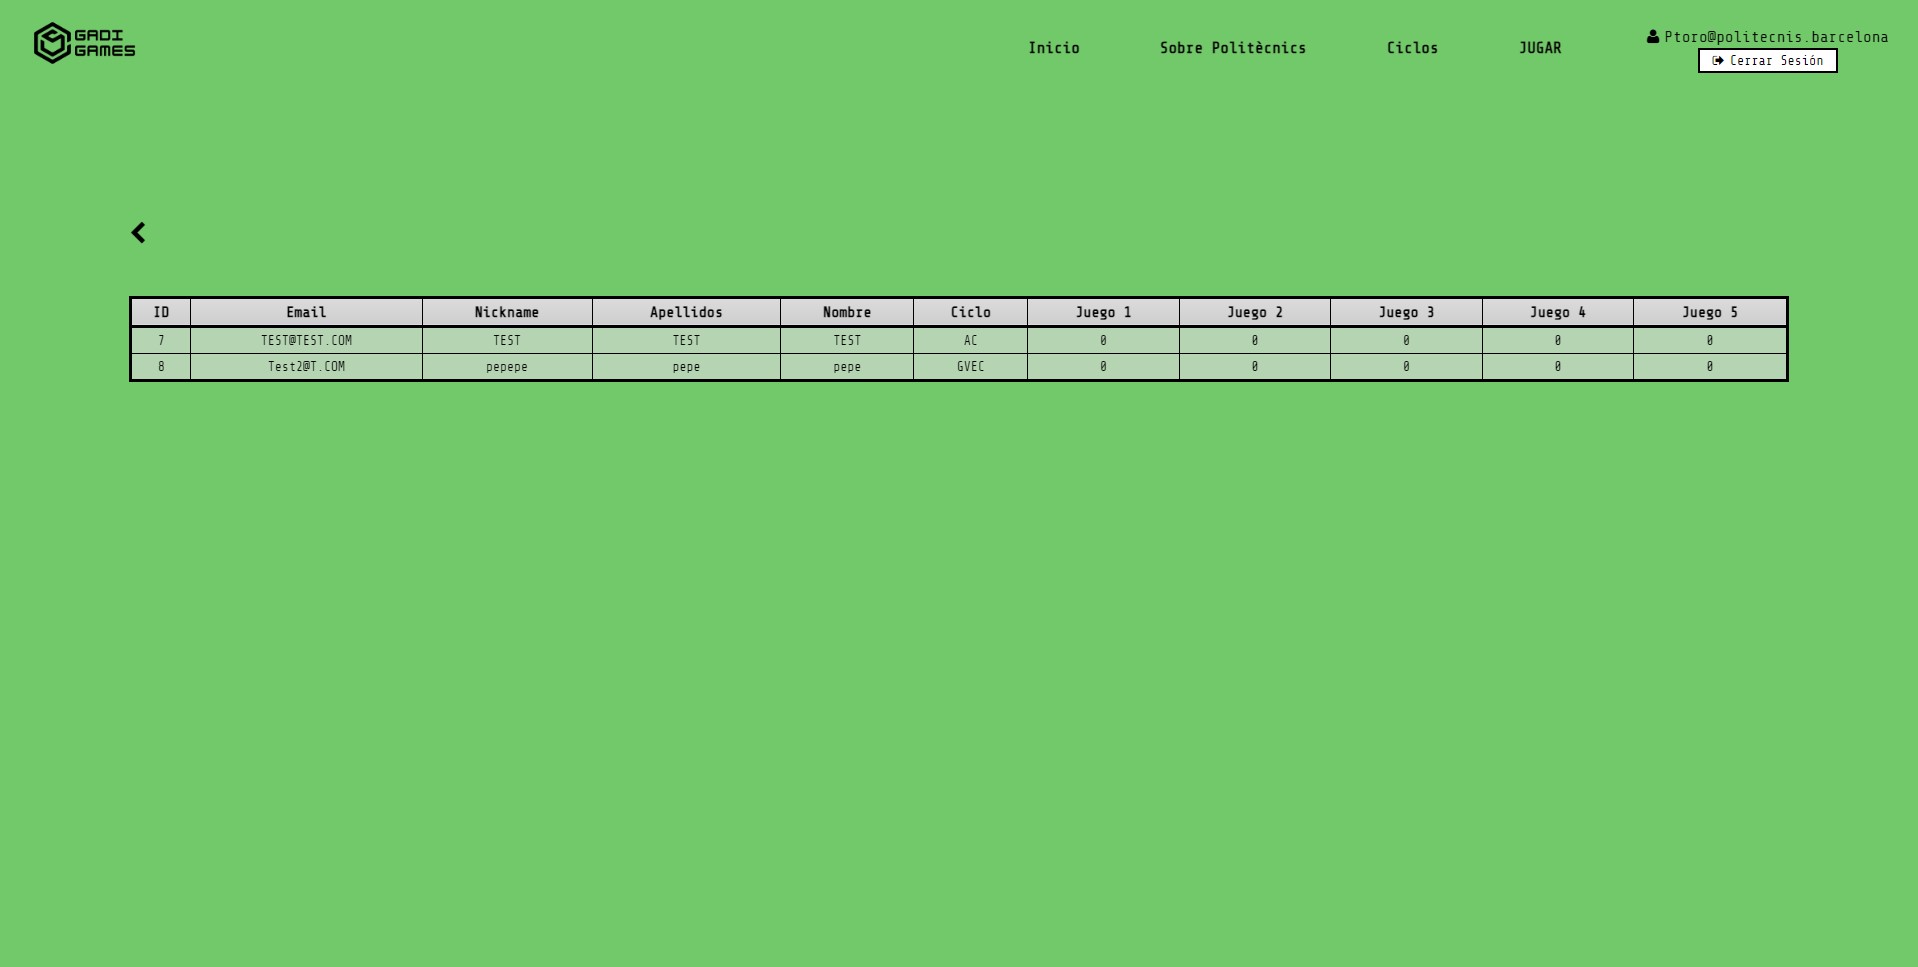 GADI
GAMES
Inicio Sobre Politècnics Ciclos JUGAR Ptoro@politecnis.barcelona
Cerrar Sesión
ID Email Nickname Apellidos Nombre Ciclo Juego 1 Juego 2 Juego 3 Juego 4 Juego 5
7 TEST@TEST.COM TEST TEST TEST AC 0 0 0 0 0
8 Test2@T.COM pepepe pepe pepe GVEC 0 0 0 0 0